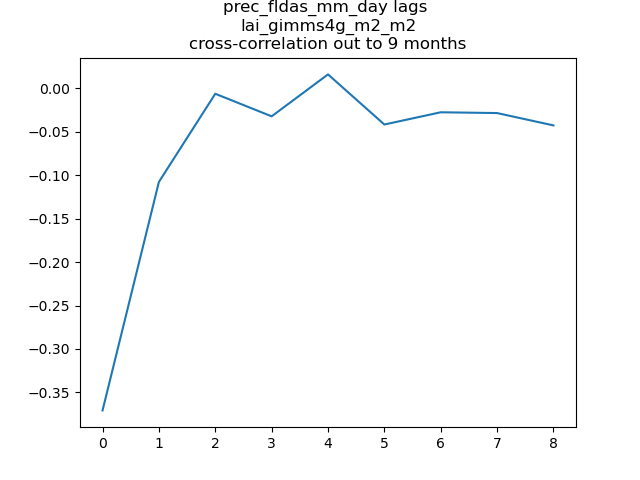 prec_fldas_mm_day lags
lai_gimms4g_m2_m2
cross-correlation out to 9 months
0.00
−0.05
−0.10
−0.15
−0.20
−0.25
−0.30
−0.35
0 1 2 3 4 5 6 7 8